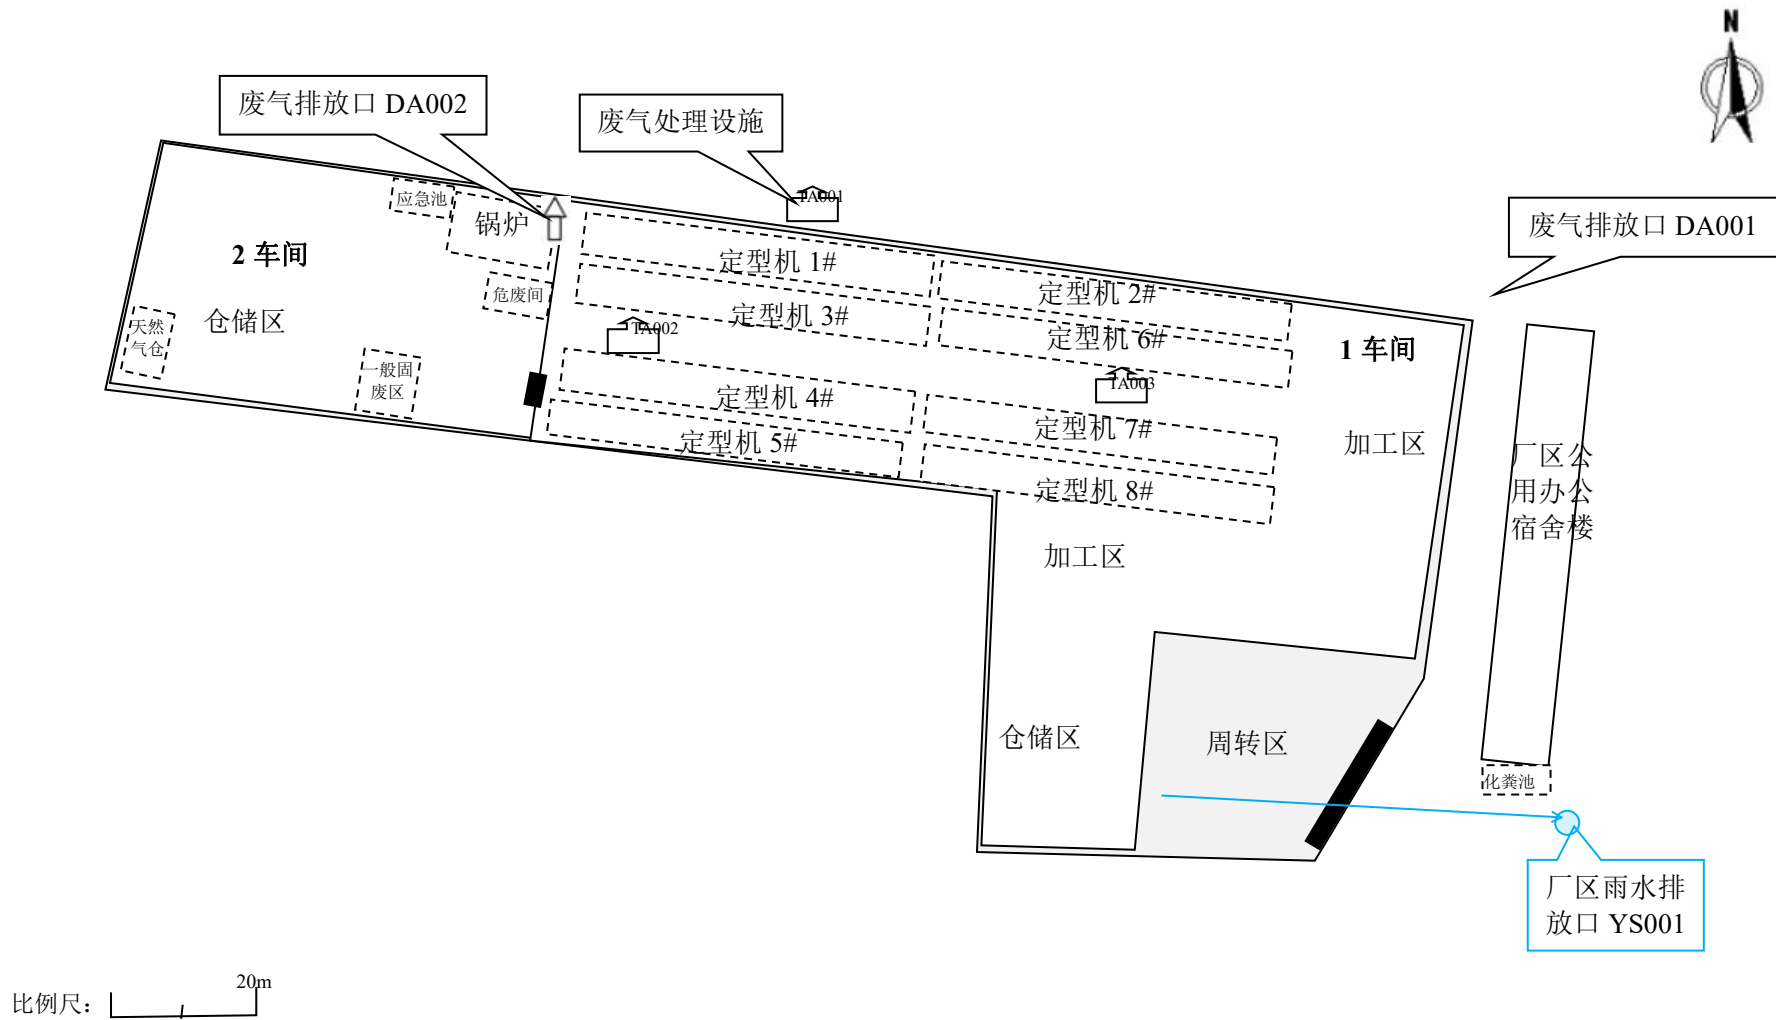 N
废气排放口 DA002
废气处理设施
TA001
应急池
锅炉
废气排放口 DA001
2 车间
定型机 1#
定型机 2#
危废间
仓储区
定型机 3#
定型机 6#
天然
气仓
TA002
1 车间
一般固
废区
TA003
定型机 4#
定型机 7#
定型机 5#
加工区
厂区公
用办公
宿舍楼
定型机 8#
加工区
仓储区
周转区
化粪池
厂区雨水排
放口 YS001
20m
比例尺：